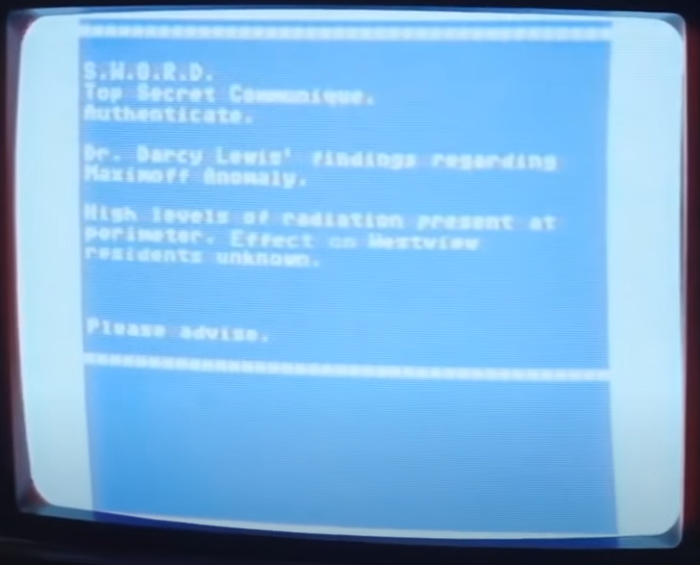 S.W.O.R.D.
Top Secret Communique.
Authenticate.
Dr. Darcy Lewis' findings regarding
Maximoff Anomaly.
High levels of radiation present at
perimeter. Effect on Westview
residents unknown.
Please advise.